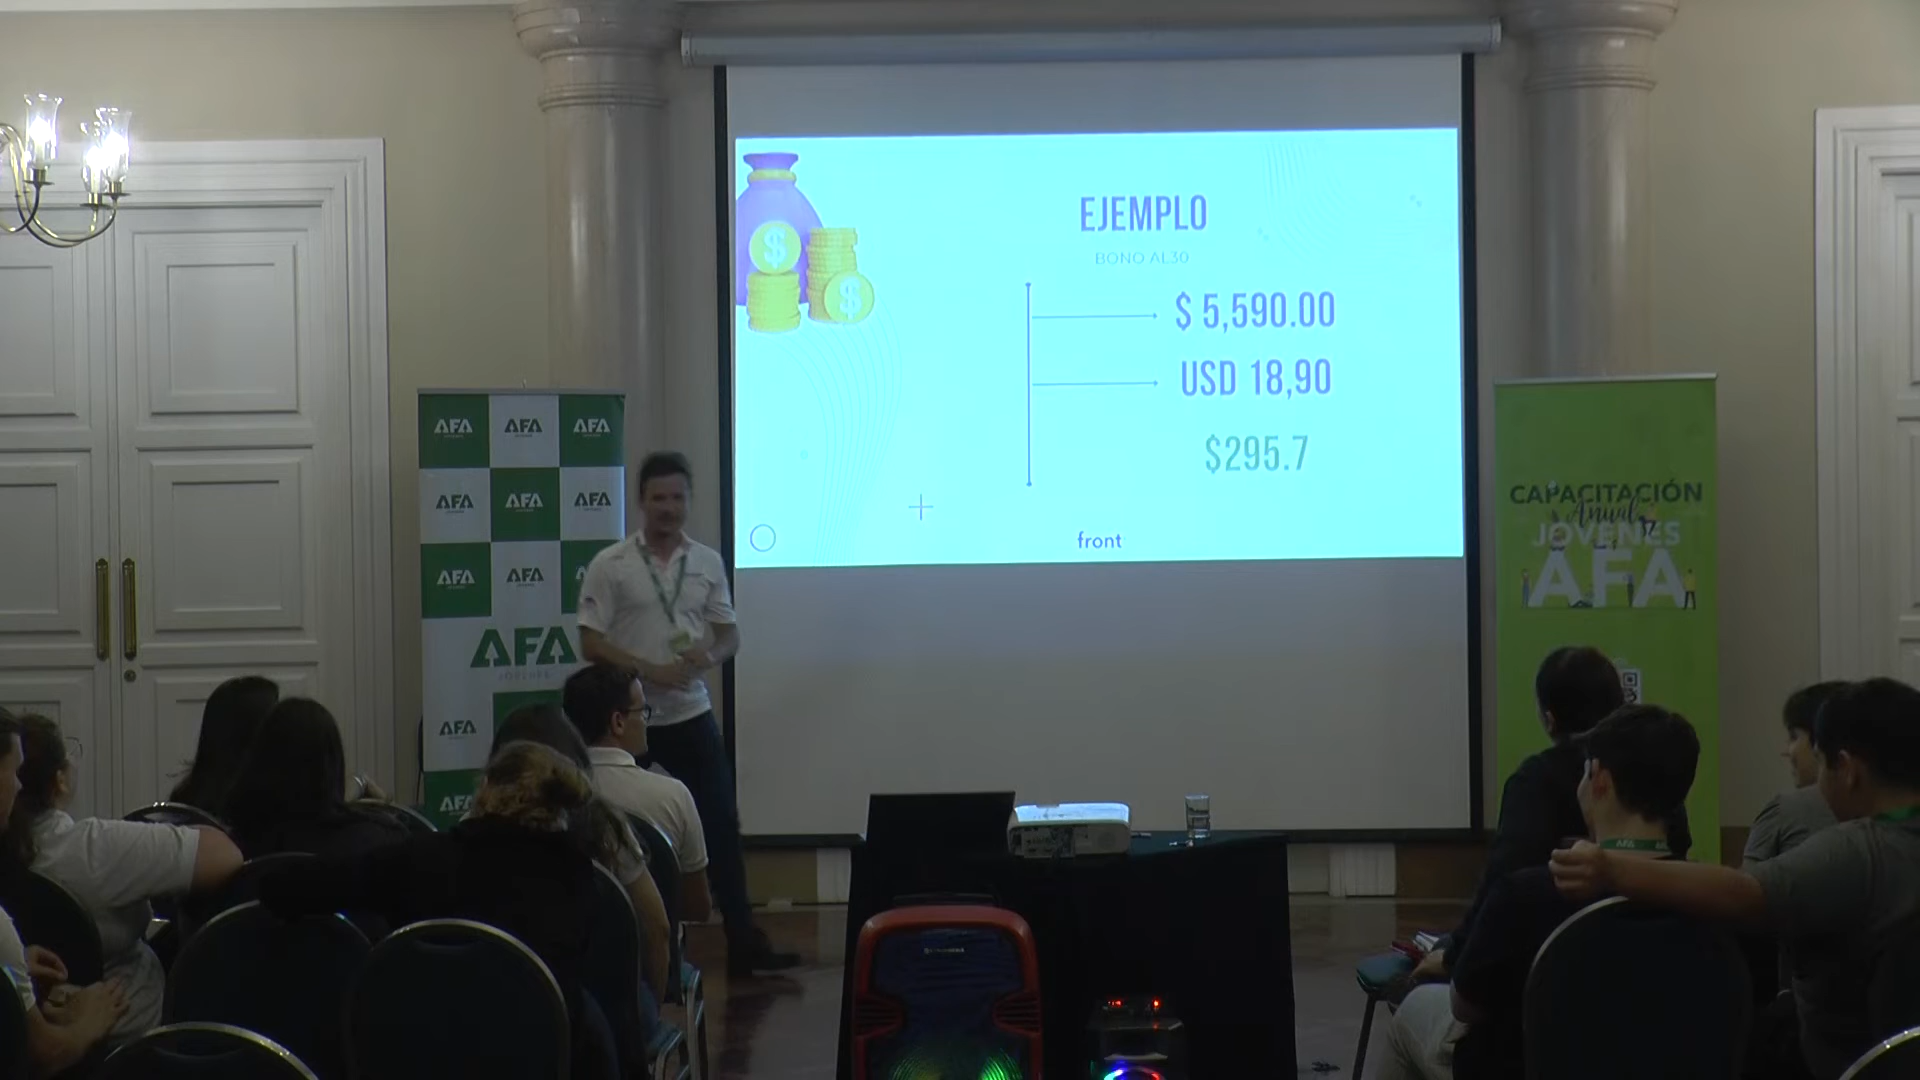 EJEMPLO
BONO AL30
$ 5,590.00
USD 18,90
$295.7
front
AFA AFA AFA
AFA AFA AFA
AFA AFA
AFA
JOVENES
AFA
AFA
CAPACITACIÓN
Anual
JOVENES
AFA
AFA